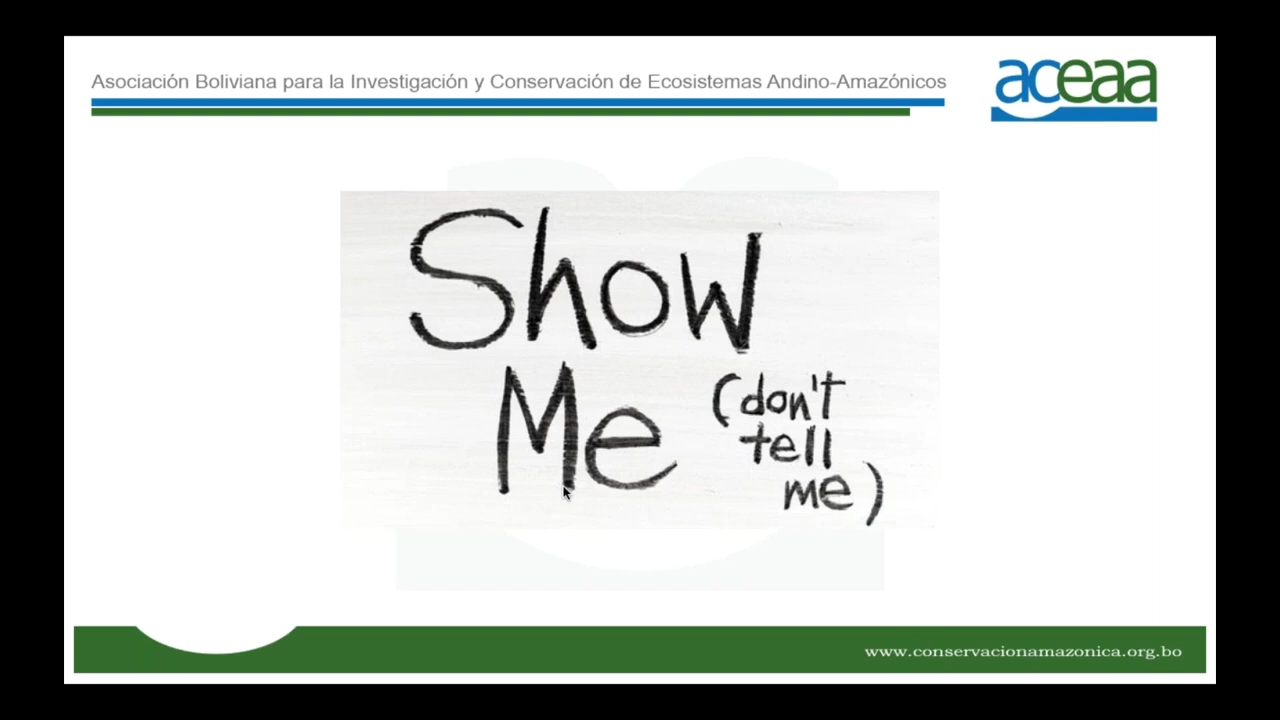 Asociación Boliviana para la Investigación y Conservación de Ecosistemas Andino-Amazónicos
aceaa
Show
Me
(don't
tell
me)
www.conservacionamazonica.org.bo